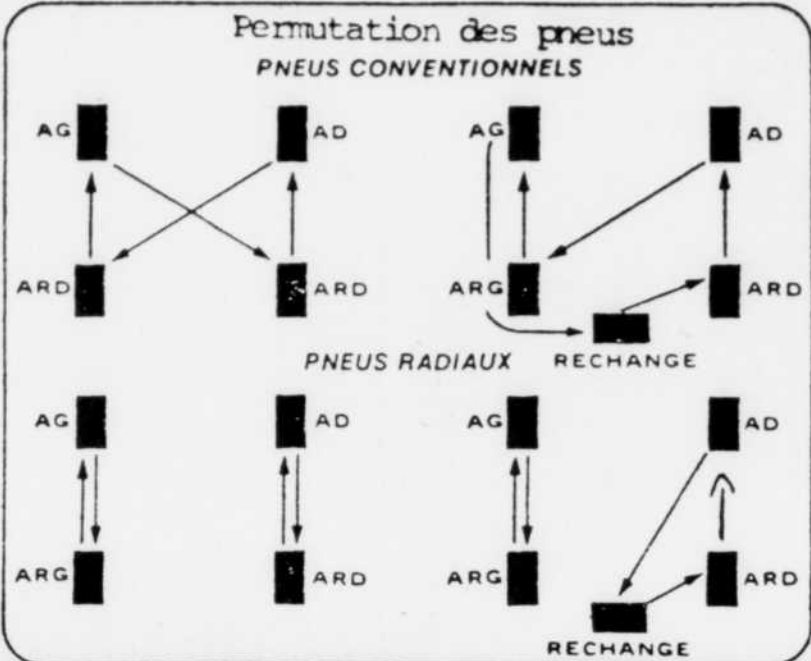 Permutation des pneus
PNEUS CONVENTIONNELS
AG AD AG AD
ARD ARD ARG ARD
RECHANGE
PNEUS RADIAUX
AG AD AG AD
ARG ARD ARG ARD
RECHANGE